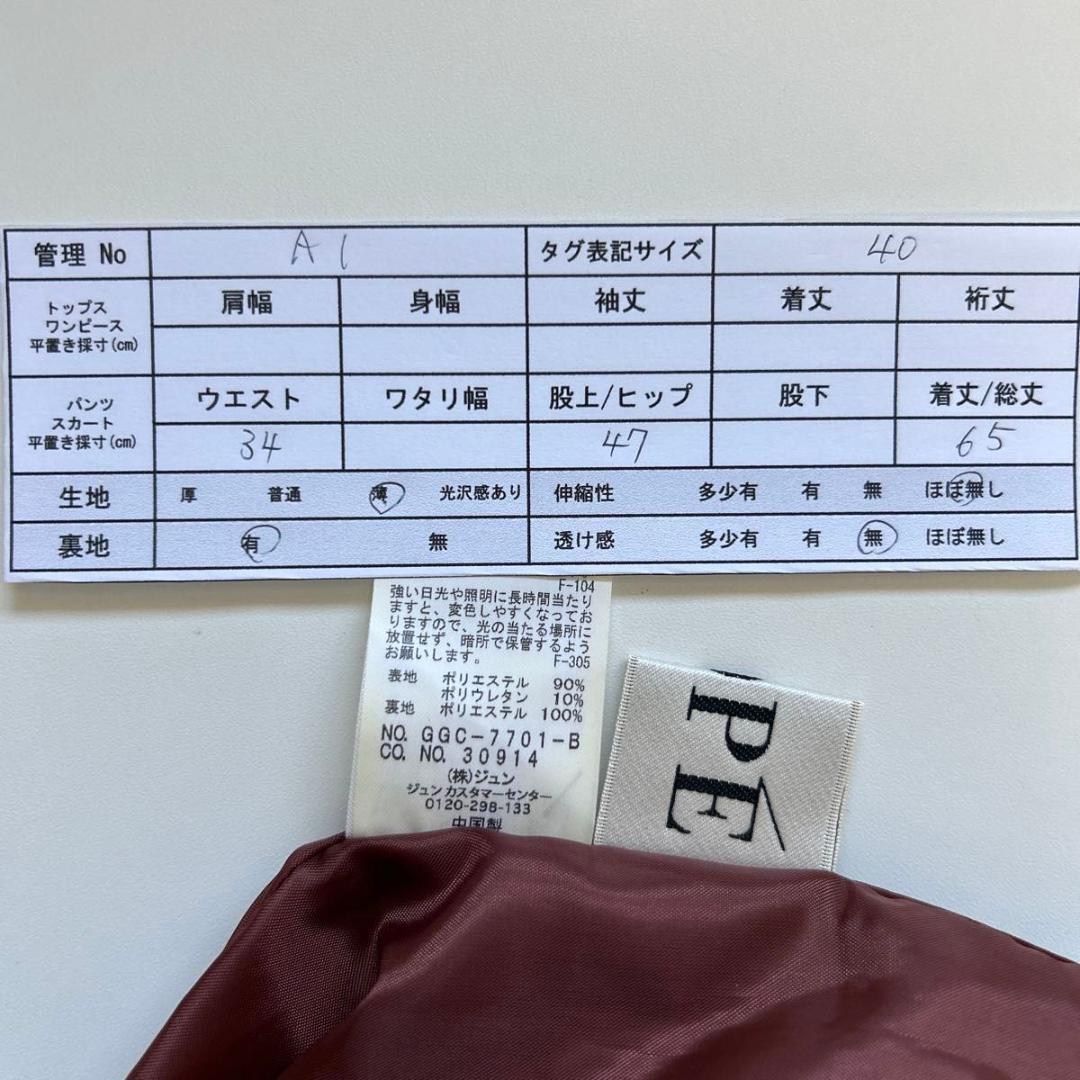 管理 No A1 タグ表記サイズ 40
トップス
ワンピース
平置き採寸(cm)
肩幅 身幅 袖丈 着丈 裄丈
パンツ
スカート
平置き採寸(cm)
ウエスト ワタリ幅 股上/ヒップ 股下 着丈/総丈
34 47 65
生地 厚 普通 薄 光沢感あり 伸縮性 多少有 有 無 ほぼ無し
裏地 有 無 透け感 多少有 有 無 ほぼ無し
F-104
強い日光や照明に長時間当たり
ますと、変色しやすくなってお
りますので、光の当たる場所に
放置せず、暗所で保管するよう
お願いします。 F-305
表地 ポリエステル 90%
ポリウレタン 10%
裏地 ポリエステル 100%
NO. GGC-7701-B
CO. NO. 30914
(株)ジュン
ジュンカスタマーセンター
0120-298-133
中国製
PÉ